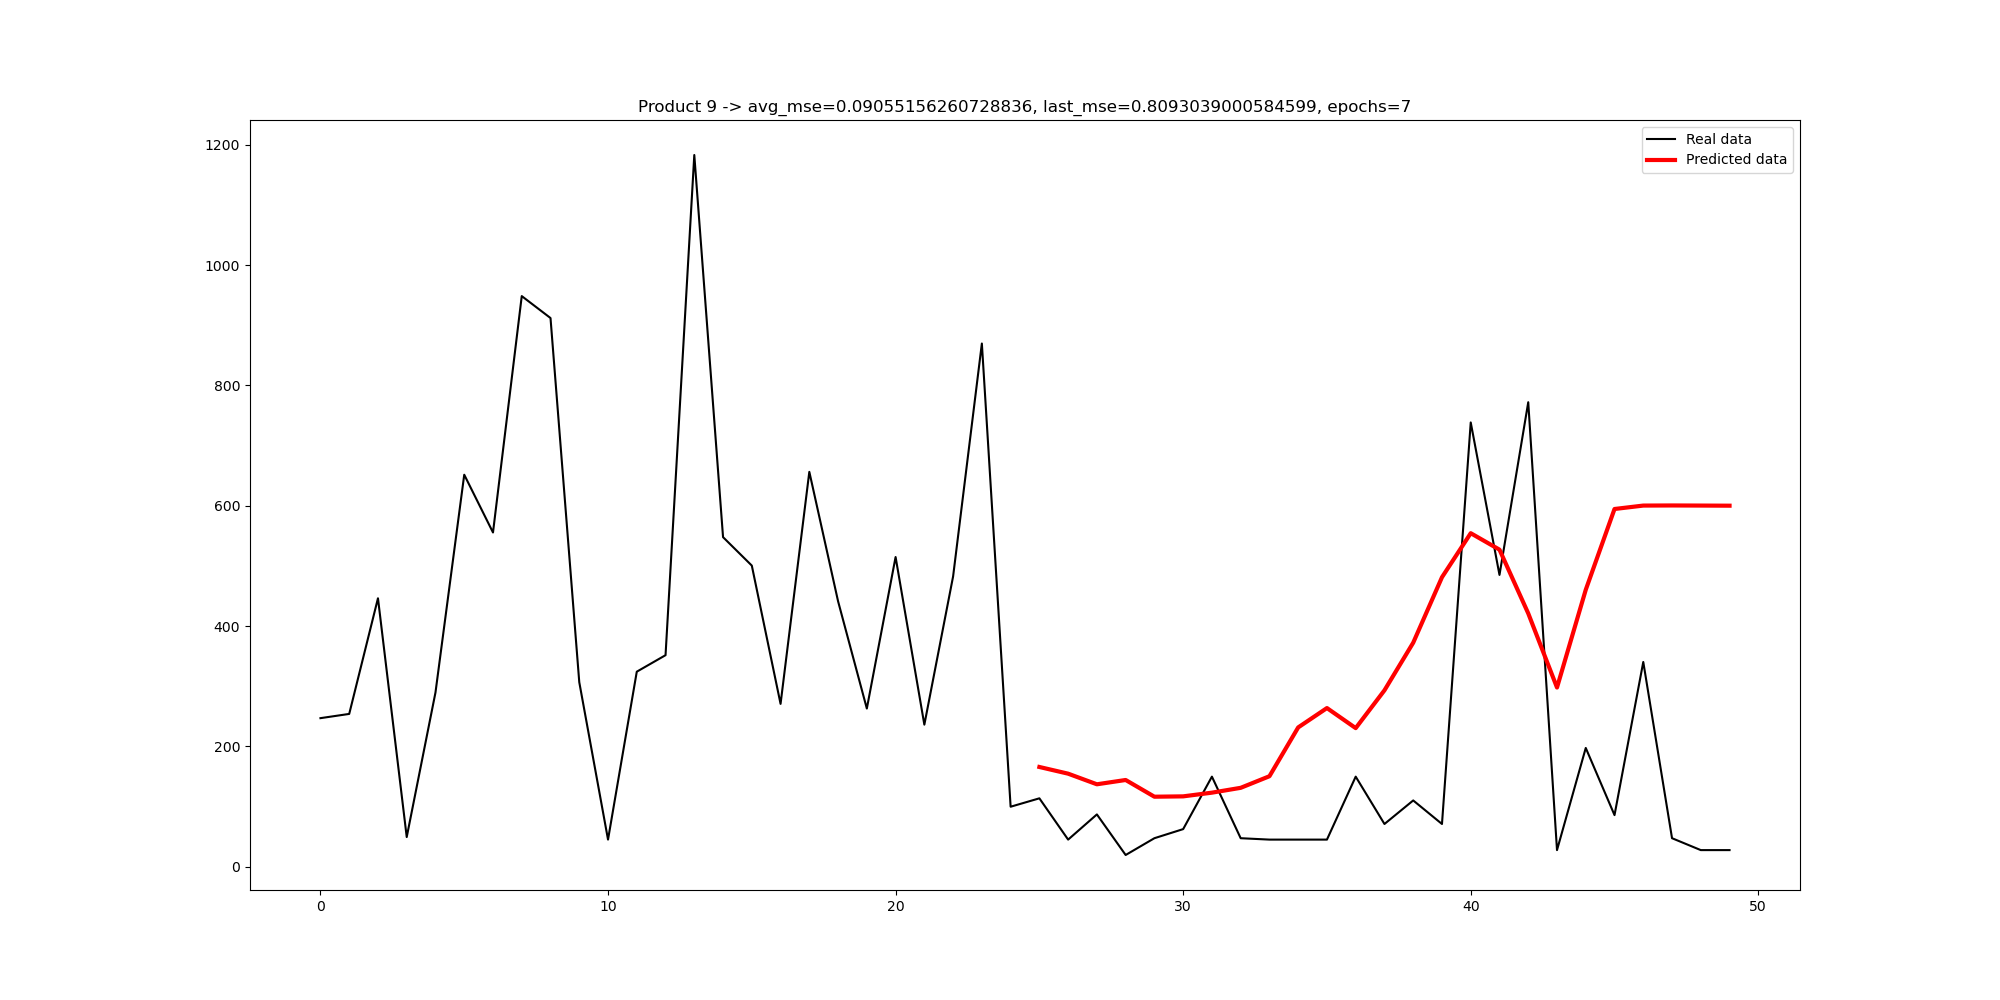 Product 9 -> avg_mse=0.09055156260728836, last_mse=0.8093039000584599, epochs=7
Real data
Predicted data
1200
1000
800
600
400
200
0
0 10 20 30 40 50